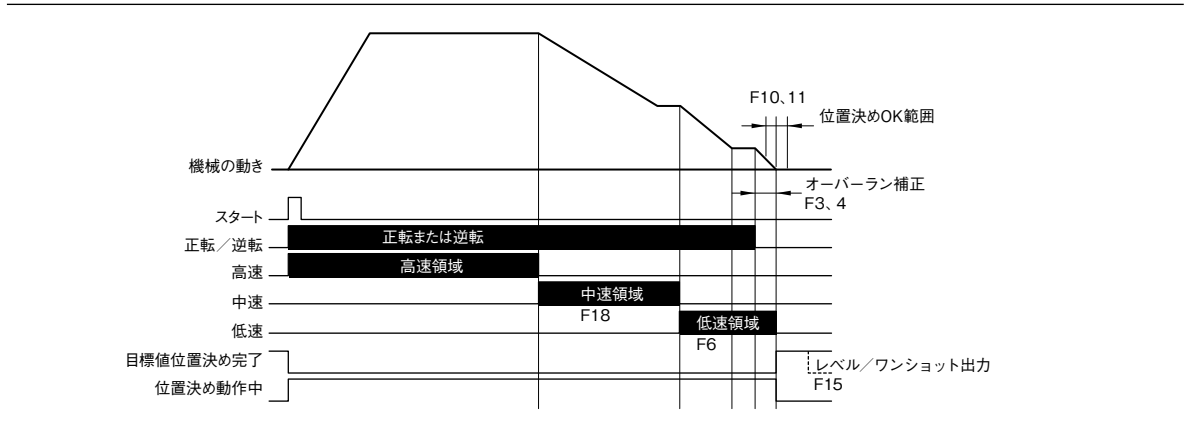 F10、11
位置決めOK範囲
機械の動き
オーバーラン補正
F3、4
スタート
正転／逆転
正転または逆転
高速
高速領域
中速
中速領域
F18
低速
低速領域
F6
目標値位置決め完了
レベル／ワンショット出力
F15
位置決め動作中